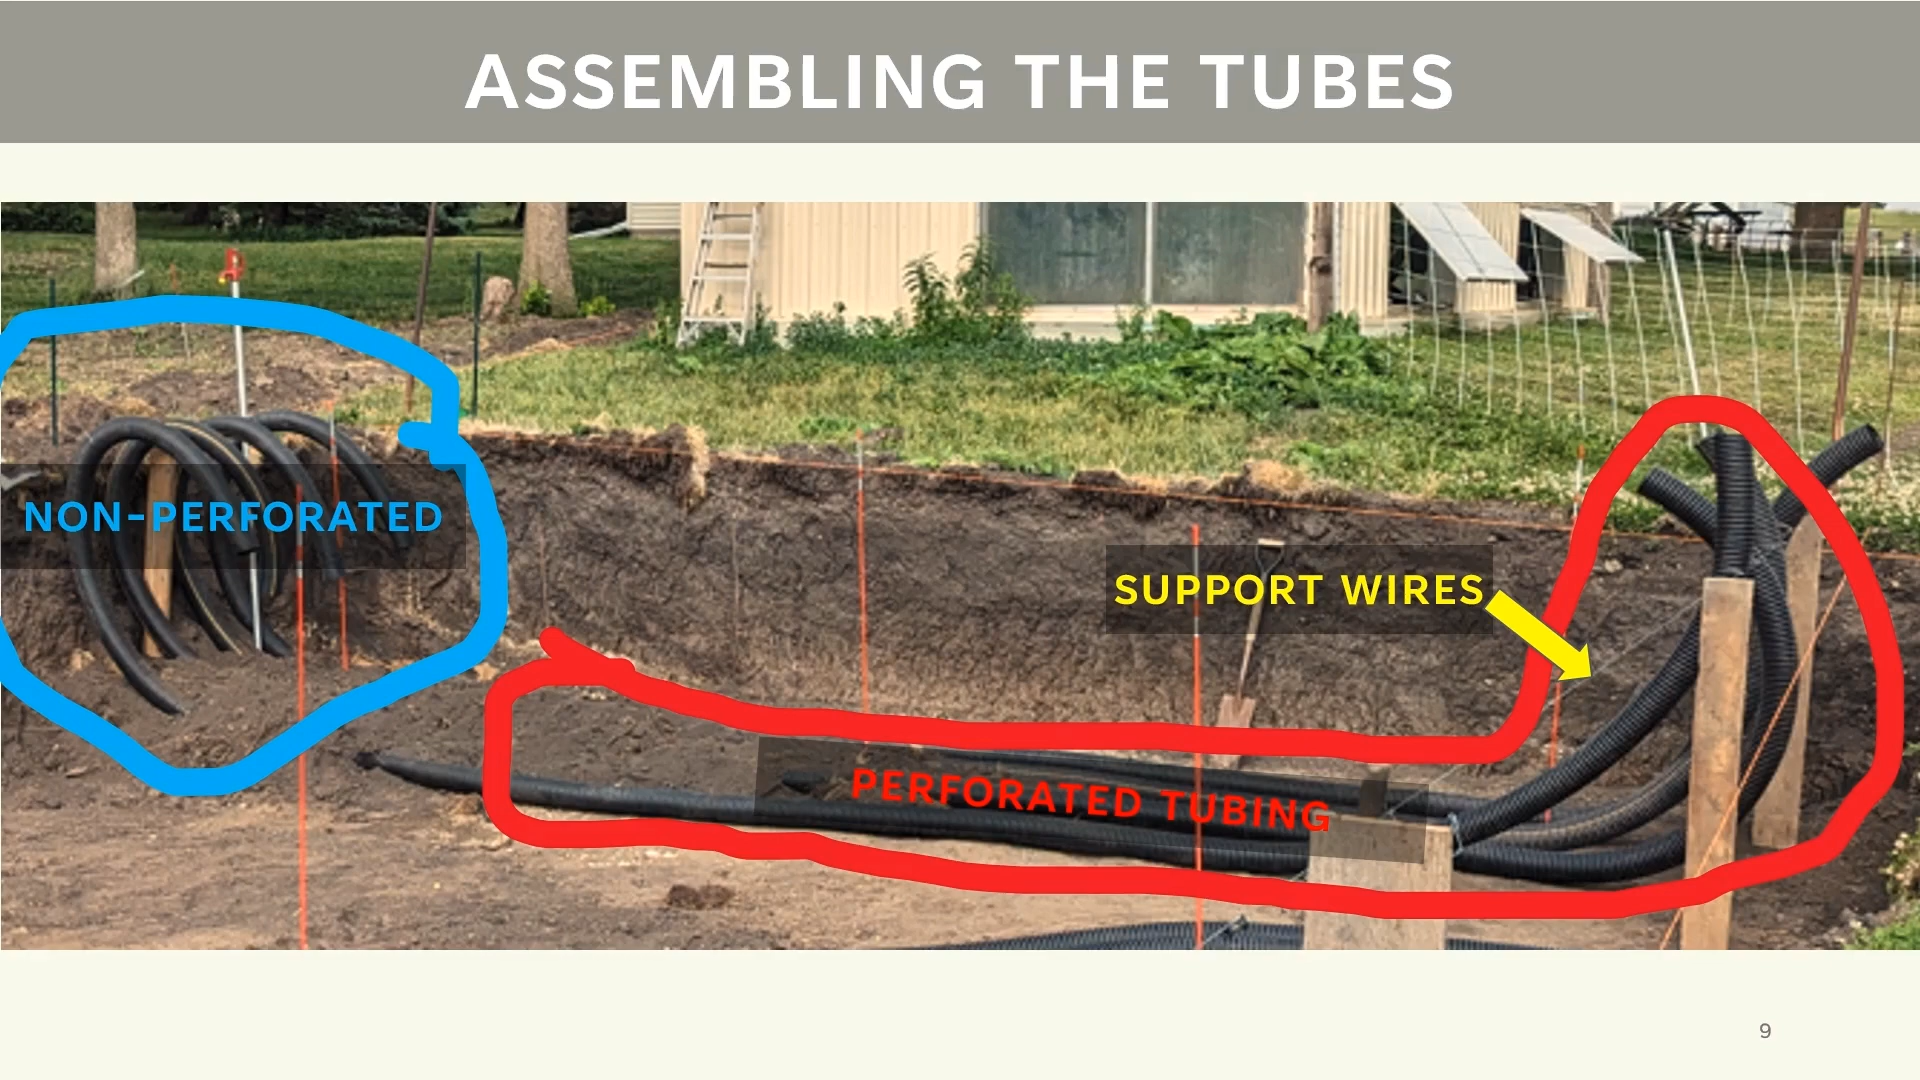 ASSEMBLING THE TUBES
NON-PERFORATED
SUPPORT WIRES
PERFORATED TUBING
9